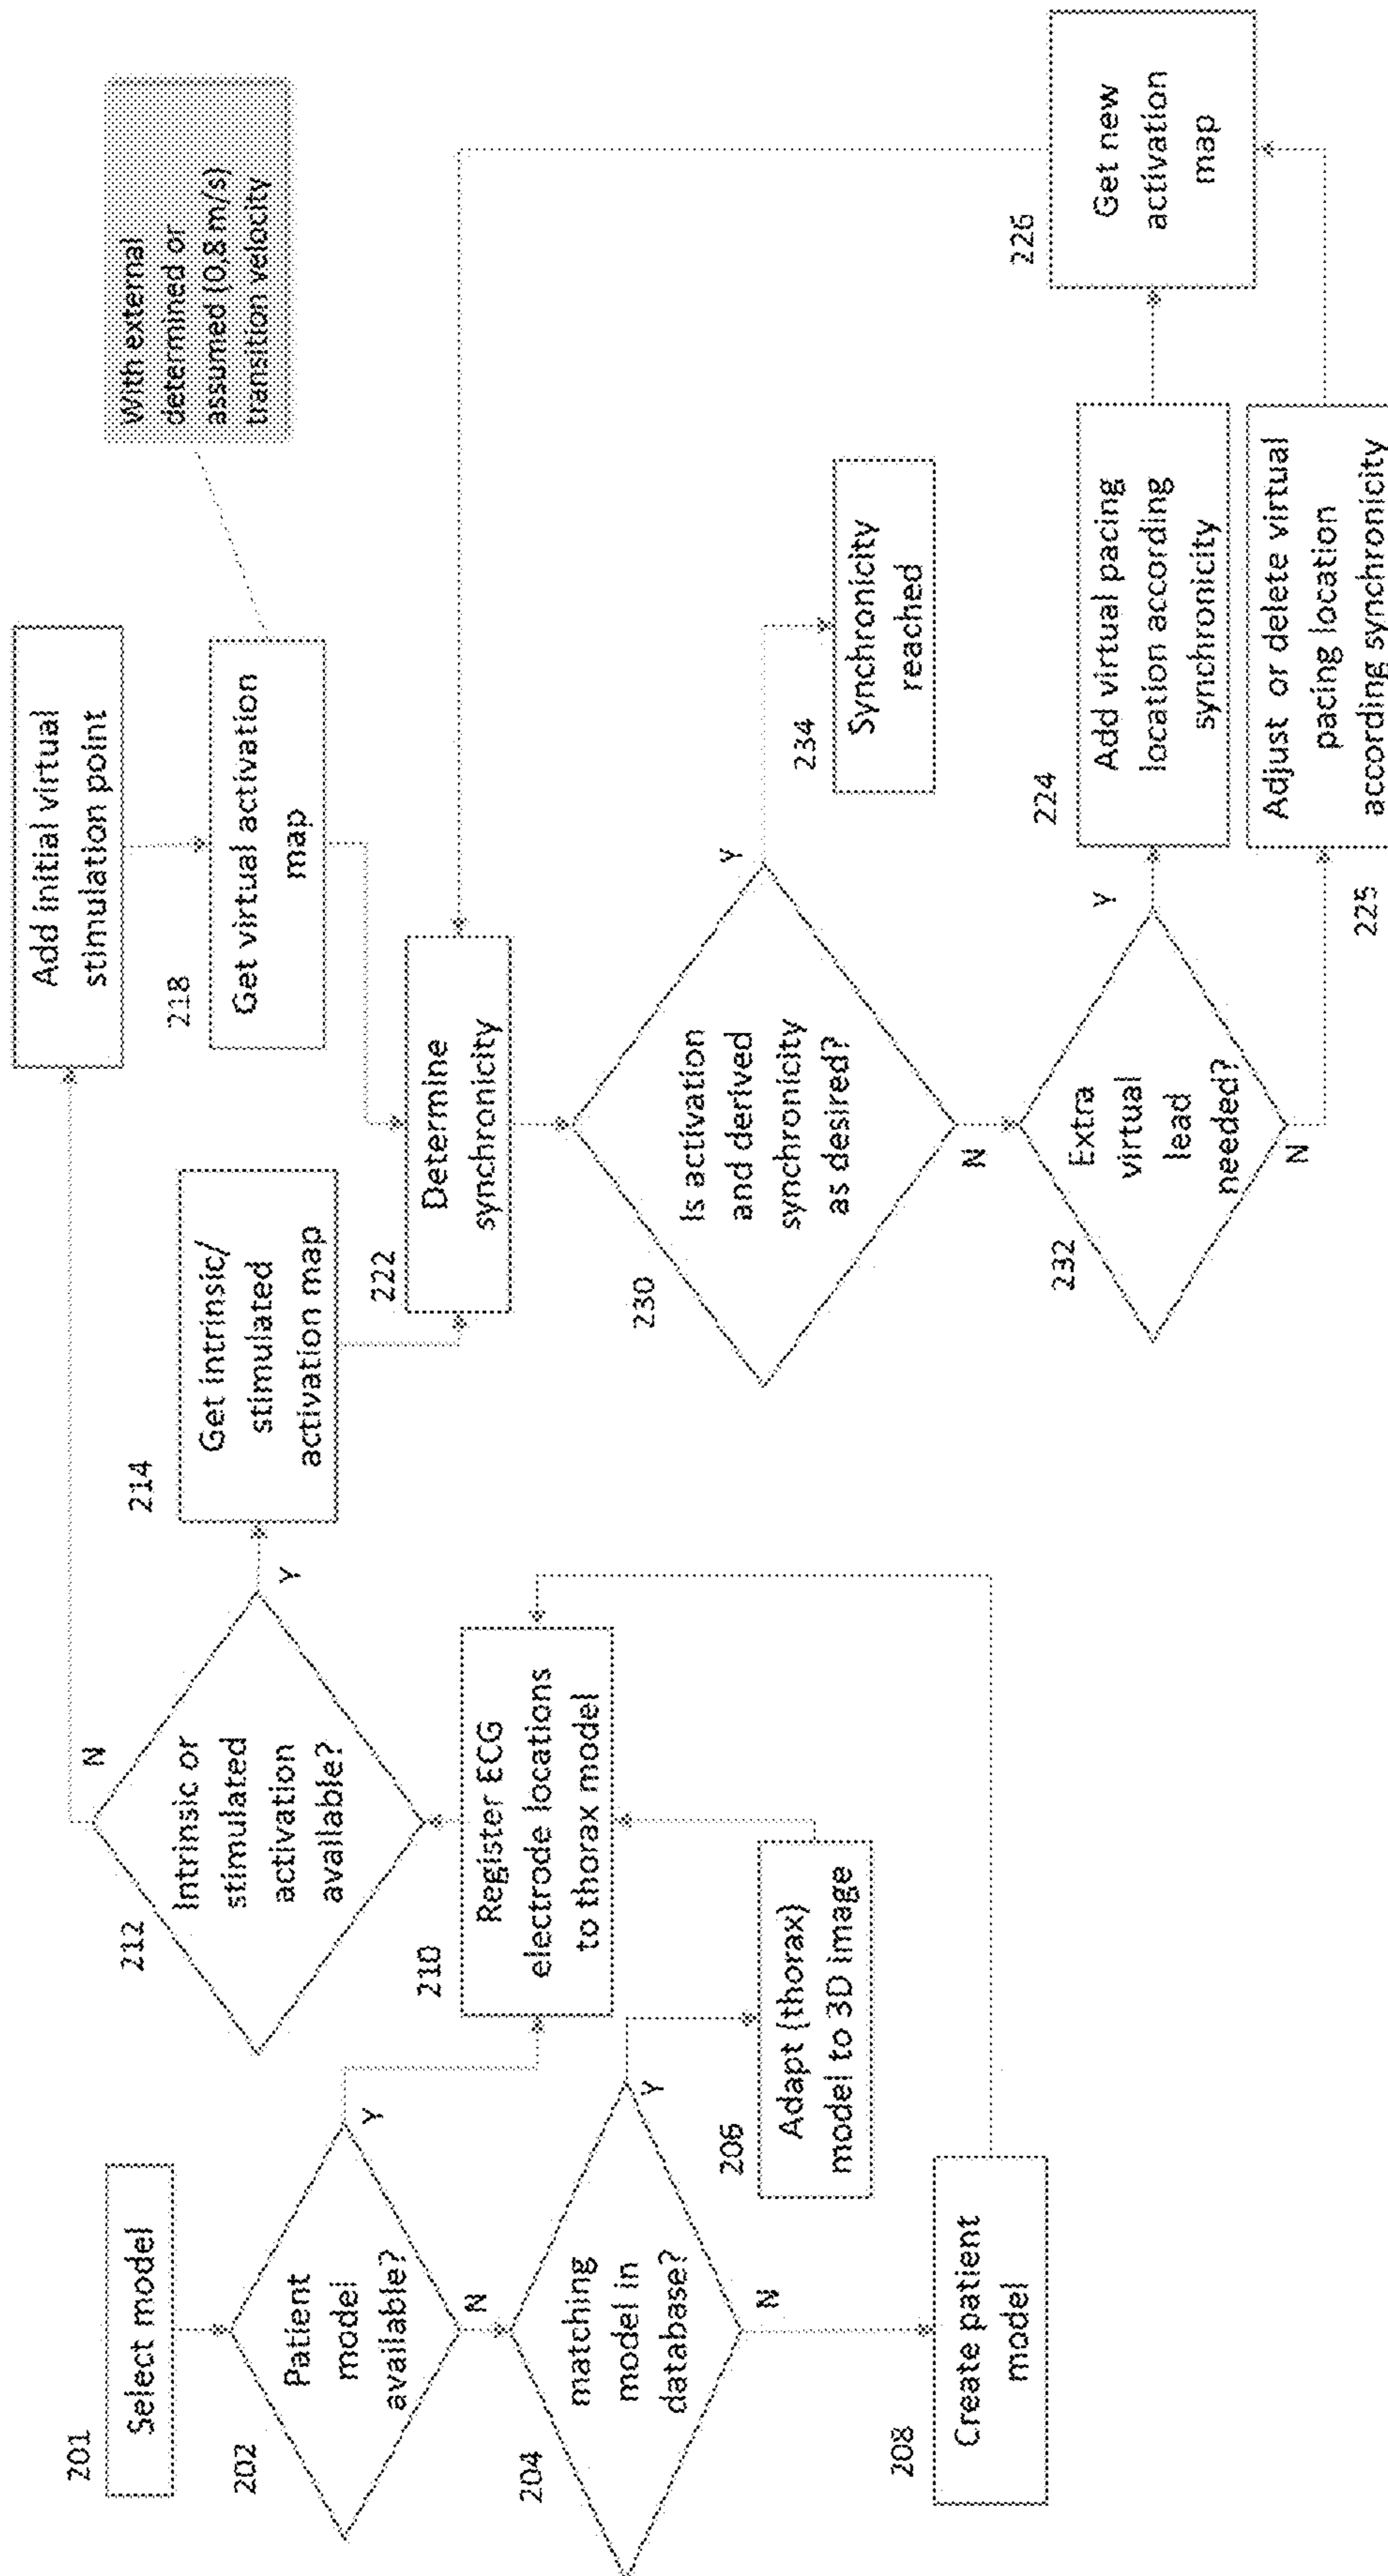 201
Select model
202
Patient
model
available?
Y
N
204
matching
model in
database?
Y
N
206
Adapt (thorax)
model to 3D image
208
Create patient
model
210
Register ECG
electrode locations
to thorax model
212
Intrinsic or
stimulated
activation
available?
N
Y
214
Get intrinsic/
stimulated
activation map
Add initial virtual
stimulation point
218
Get virtual activation
map
With external
determined or
assumed (0,8 m/s)
transition velocity
222
Determine
synchronicity
230
Is activation
and derived
synchronicity
as desired?
Y
N
234
Synchronicity
reached
232
Extra
virtual
lead
needed?
Y
N
224
Add virtual pacing
location according
synchronicity
225
Adjust or delete virtual
pacing location
according synchronicity
226
Get new
activation
map